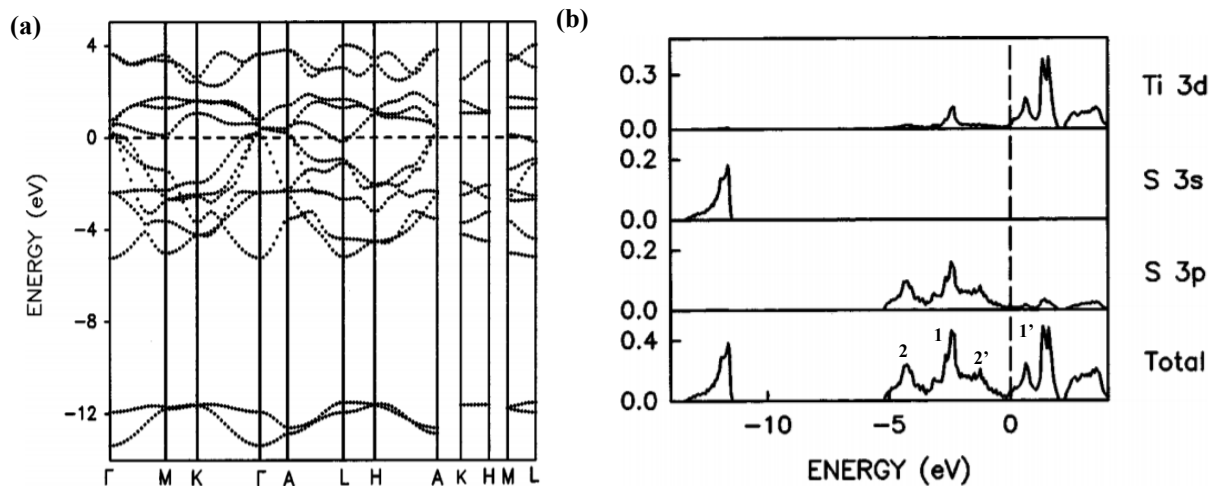 (a)
4
0
−4
−8
−12
ENERGY (eV)
Γ M K Γ A L H A K H M L
(b)
0.3
0.0
Ti 3d
0.2
0.0
S 3s
0.2
0.0
S 3p
0.4
0.0
2 1 2' 1'
Total
−10 −5 0
ENERGY (eV)